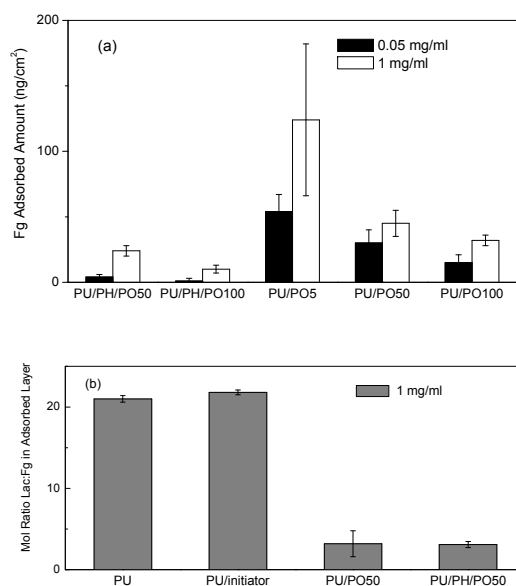 (a)
0.05 mg/ml
1 mg/ml
Fg Adsorbed Amount (ng/cm²)
200
100
0
PU/PH/PO50 PU/PH/PO100 PU/PO5 PU/PO50 PU/PO100
(b)
1 mg/ml
Mol Ratio Lac:Fg in Adsorbed Layer
20
10
0
PU PU/initiator PU/PO50 PU/PH/PO50